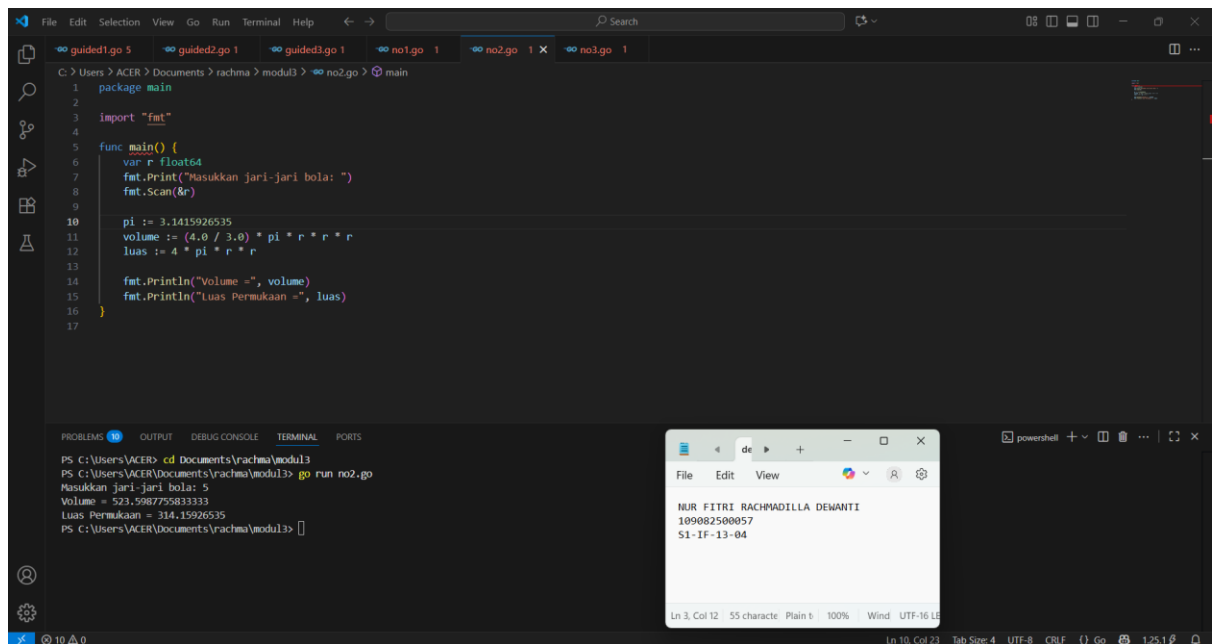 File Edit Selection View Go Run Terminal Help
Search
guided1.go 5 guided2.go 1 guided3.go 1 no1.go 1 no2.go 1 no3.go 1
C: > Users > ACER > Documents > rachma > modul3 > no2.go > main
1 package main
2
3 import "fmt"
4
5 func main() {
6 var r float64
7 fmt.Print("Masukkan jari-jari bola: ")
8 fmt.Scan(&r)
9
10 pi := 3.1415926535
11 volume := (4.0 / 3.0) * pi * r * r * r
12 luas := 4 * pi * r * r
13
14 fmt.Println("Volume =", volume)
15 fmt.Println("Luas Permukaan =", luas)
16 }
17
PROBLEMS 10 OUTPUT DEBUG CONSOLE TERMINAL PORTS
powershell
PS C:\Users\ACER> cd Documents\rachma\modul3
PS C:\Users\ACER\Documents\rachma\modul3> go run no2.go
Masukkan jari-jari bola: 5
Volume = 523.5987755833333
Luas Permukaan = 314.15926535
PS C:\Users\ACER\Documents\rachma\modul3>
de
File Edit View
NUR FITRI RACHMADILLA DEWANTI
109082500057
S1-IF-13-04
Ln 3, Col 12 55 characte Plain t 100% Wind UTF-16 LE
10 0
Ln 10, Col 23 Tab Size: 4 UTF-8 CRLF {} Go 1.25.1